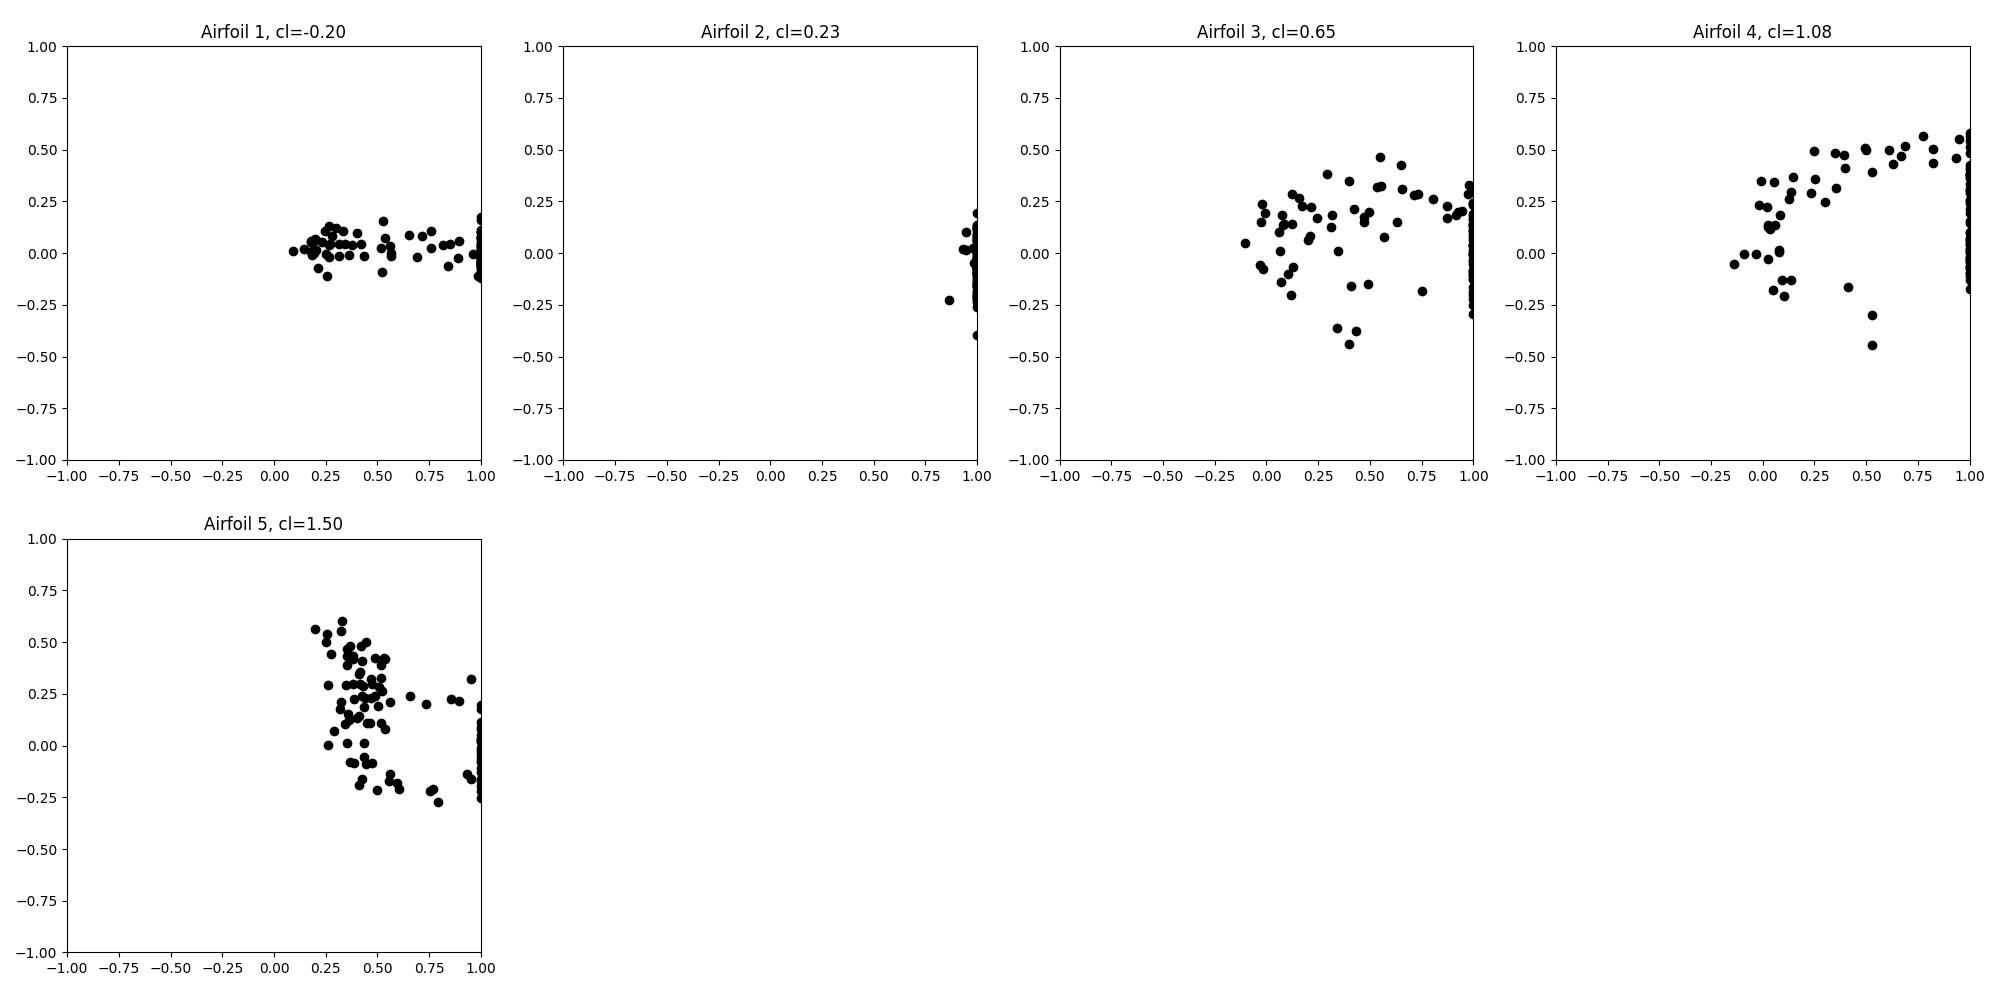 Airfoil 1, cl=-0.20
Airfoil 2, cl=0.23
Airfoil 3, cl=0.65
Airfoil 4, cl=1.08
1.00 1.00 1.00 1.00
0.75 0.75 0.75 0.75
0.50 0.50 0.50 0.50
0.25 0.25 0.25 0.25
0.00 0.00 0.00 0.00
−0.25 −0.25 −0.25 −0.25
−0.50 −0.50 −0.50 −0.50
−0.75 −0.75 −0.75 −0.75
−1.00 −1.00 −1.00 −1.00
−1.00 −0.75 −0.50 −0.25 0.00 0.25 0.50 0.75 1.00
−1.00 −0.75 −0.50 −0.25 0.00 0.25 0.50 0.75 1.00
−1.00 −0.75 −0.50 −0.25 0.00 0.25 0.50 0.75 1.00
−1.00 −0.75 −0.50 −0.25 0.00 0.25 0.50 0.75 1.00
Airfoil 5, cl=1.50
1.00
0.75
0.50
0.25
0.00
−0.25
−0.50
−0.75
−1.00
−1.00 −0.75 −0.50 −0.25 0.00 0.25 0.50 0.75 1.00